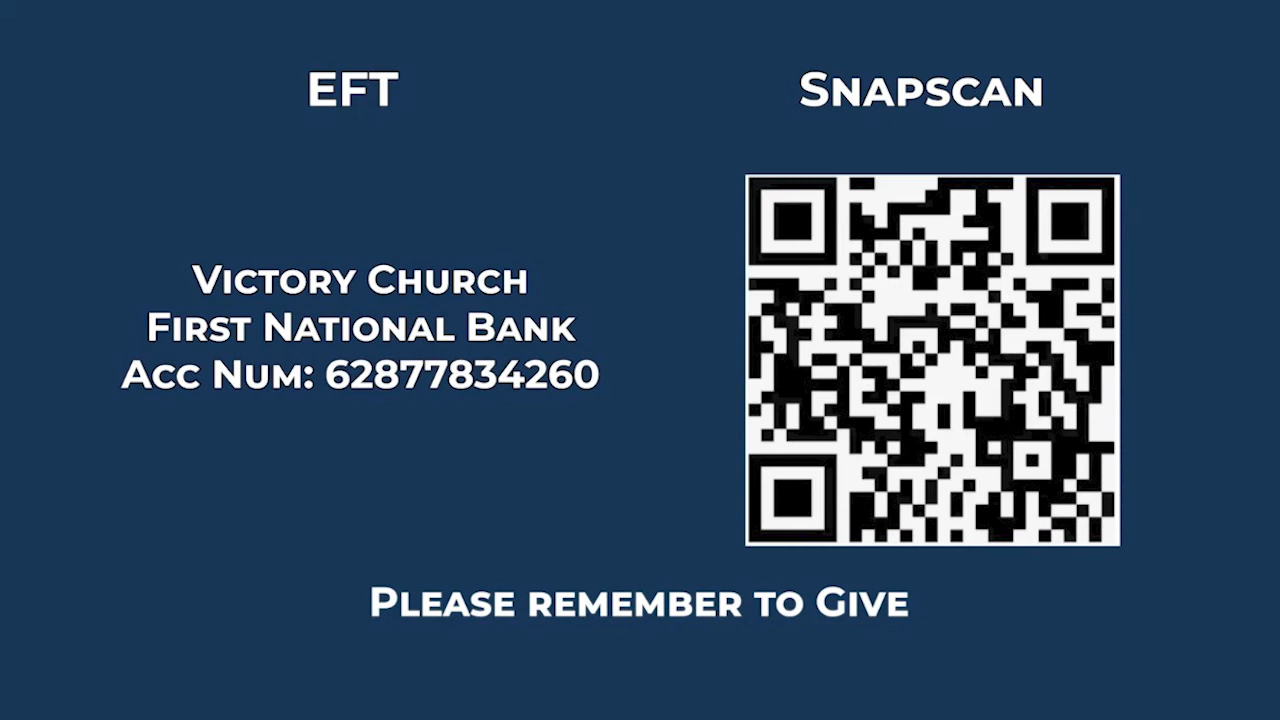 EFT
Snapscan
Victory Church
First National Bank
Acc Num: 62877834260
Please remember to Give